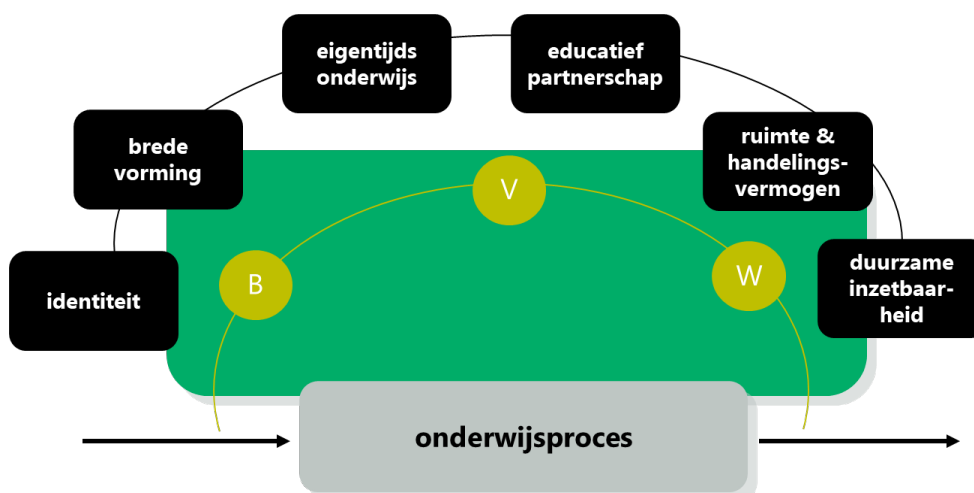 eigentijds
onderwijs
educatief
partnerschap
brede
vorming
ruimte &
handelings-
vermogen
identiteit
duurzame
inzetbaar-
heid
B
V
W
onderwijsproces